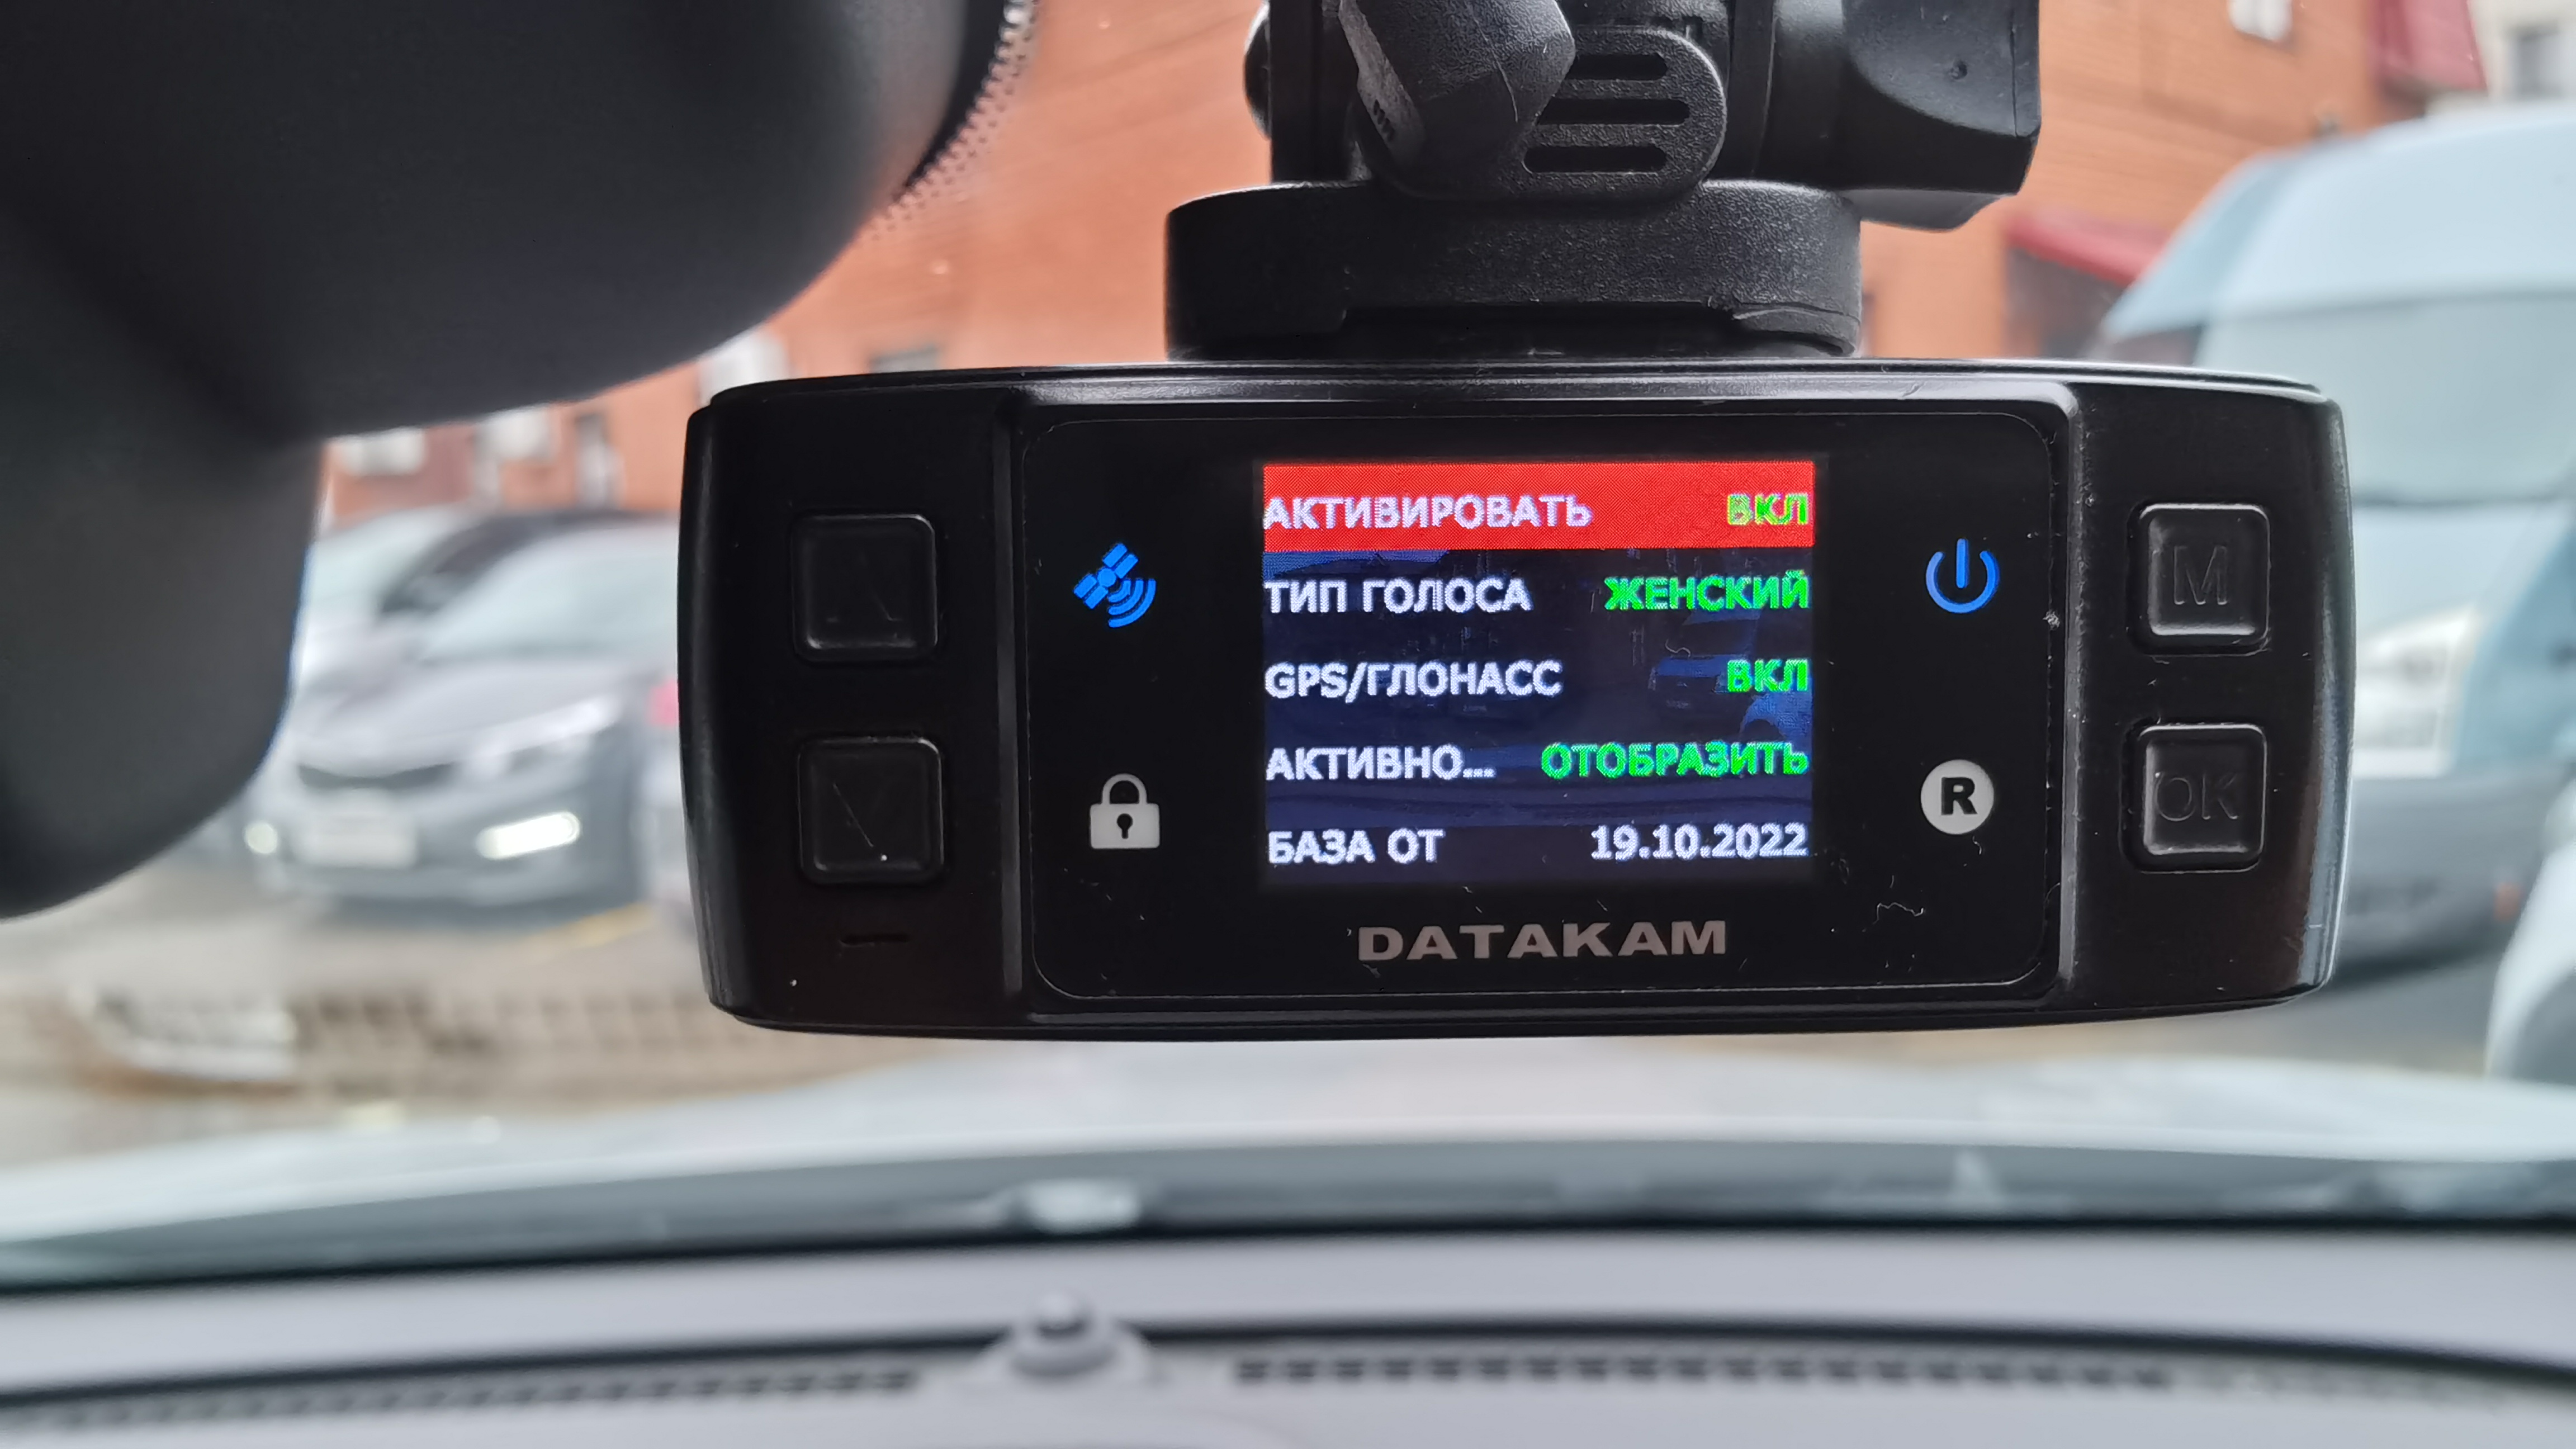 АКТИВИРОВАТЬ ВКЛ
ТИП ГОЛОСА ЖЕНСКИЙ
GPS/ГЛОНАСС ВКЛ
АКТИВНО... ОТОБРАЗИТЬ
БАЗА ОТ 19.10.2022
M
R
OK
DATAKAM